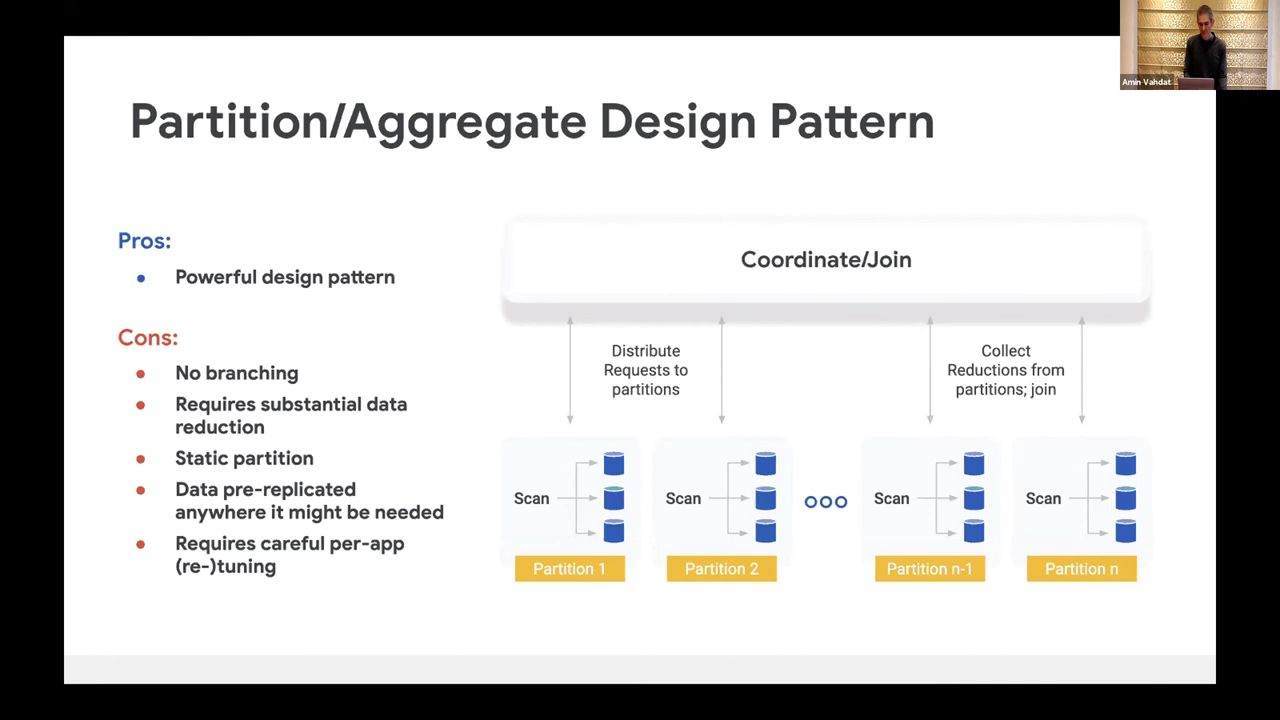 Amin Vahdat
Partition/Aggregate Design Pattern
Pros:
Powerful design pattern
Cons:
No branching
Requires substantial data
reduction
Static partition
Data pre-replicated
anywhere it might be needed
Requires careful per-app
(re-)tuning
Coordinate/Join
Distribute
Requests to
partitions
Collect
Reductions from
partitions; join
Scan
Scan
Scan
Scan
Partition 1
Partition 2
Partition n-1
Partition n